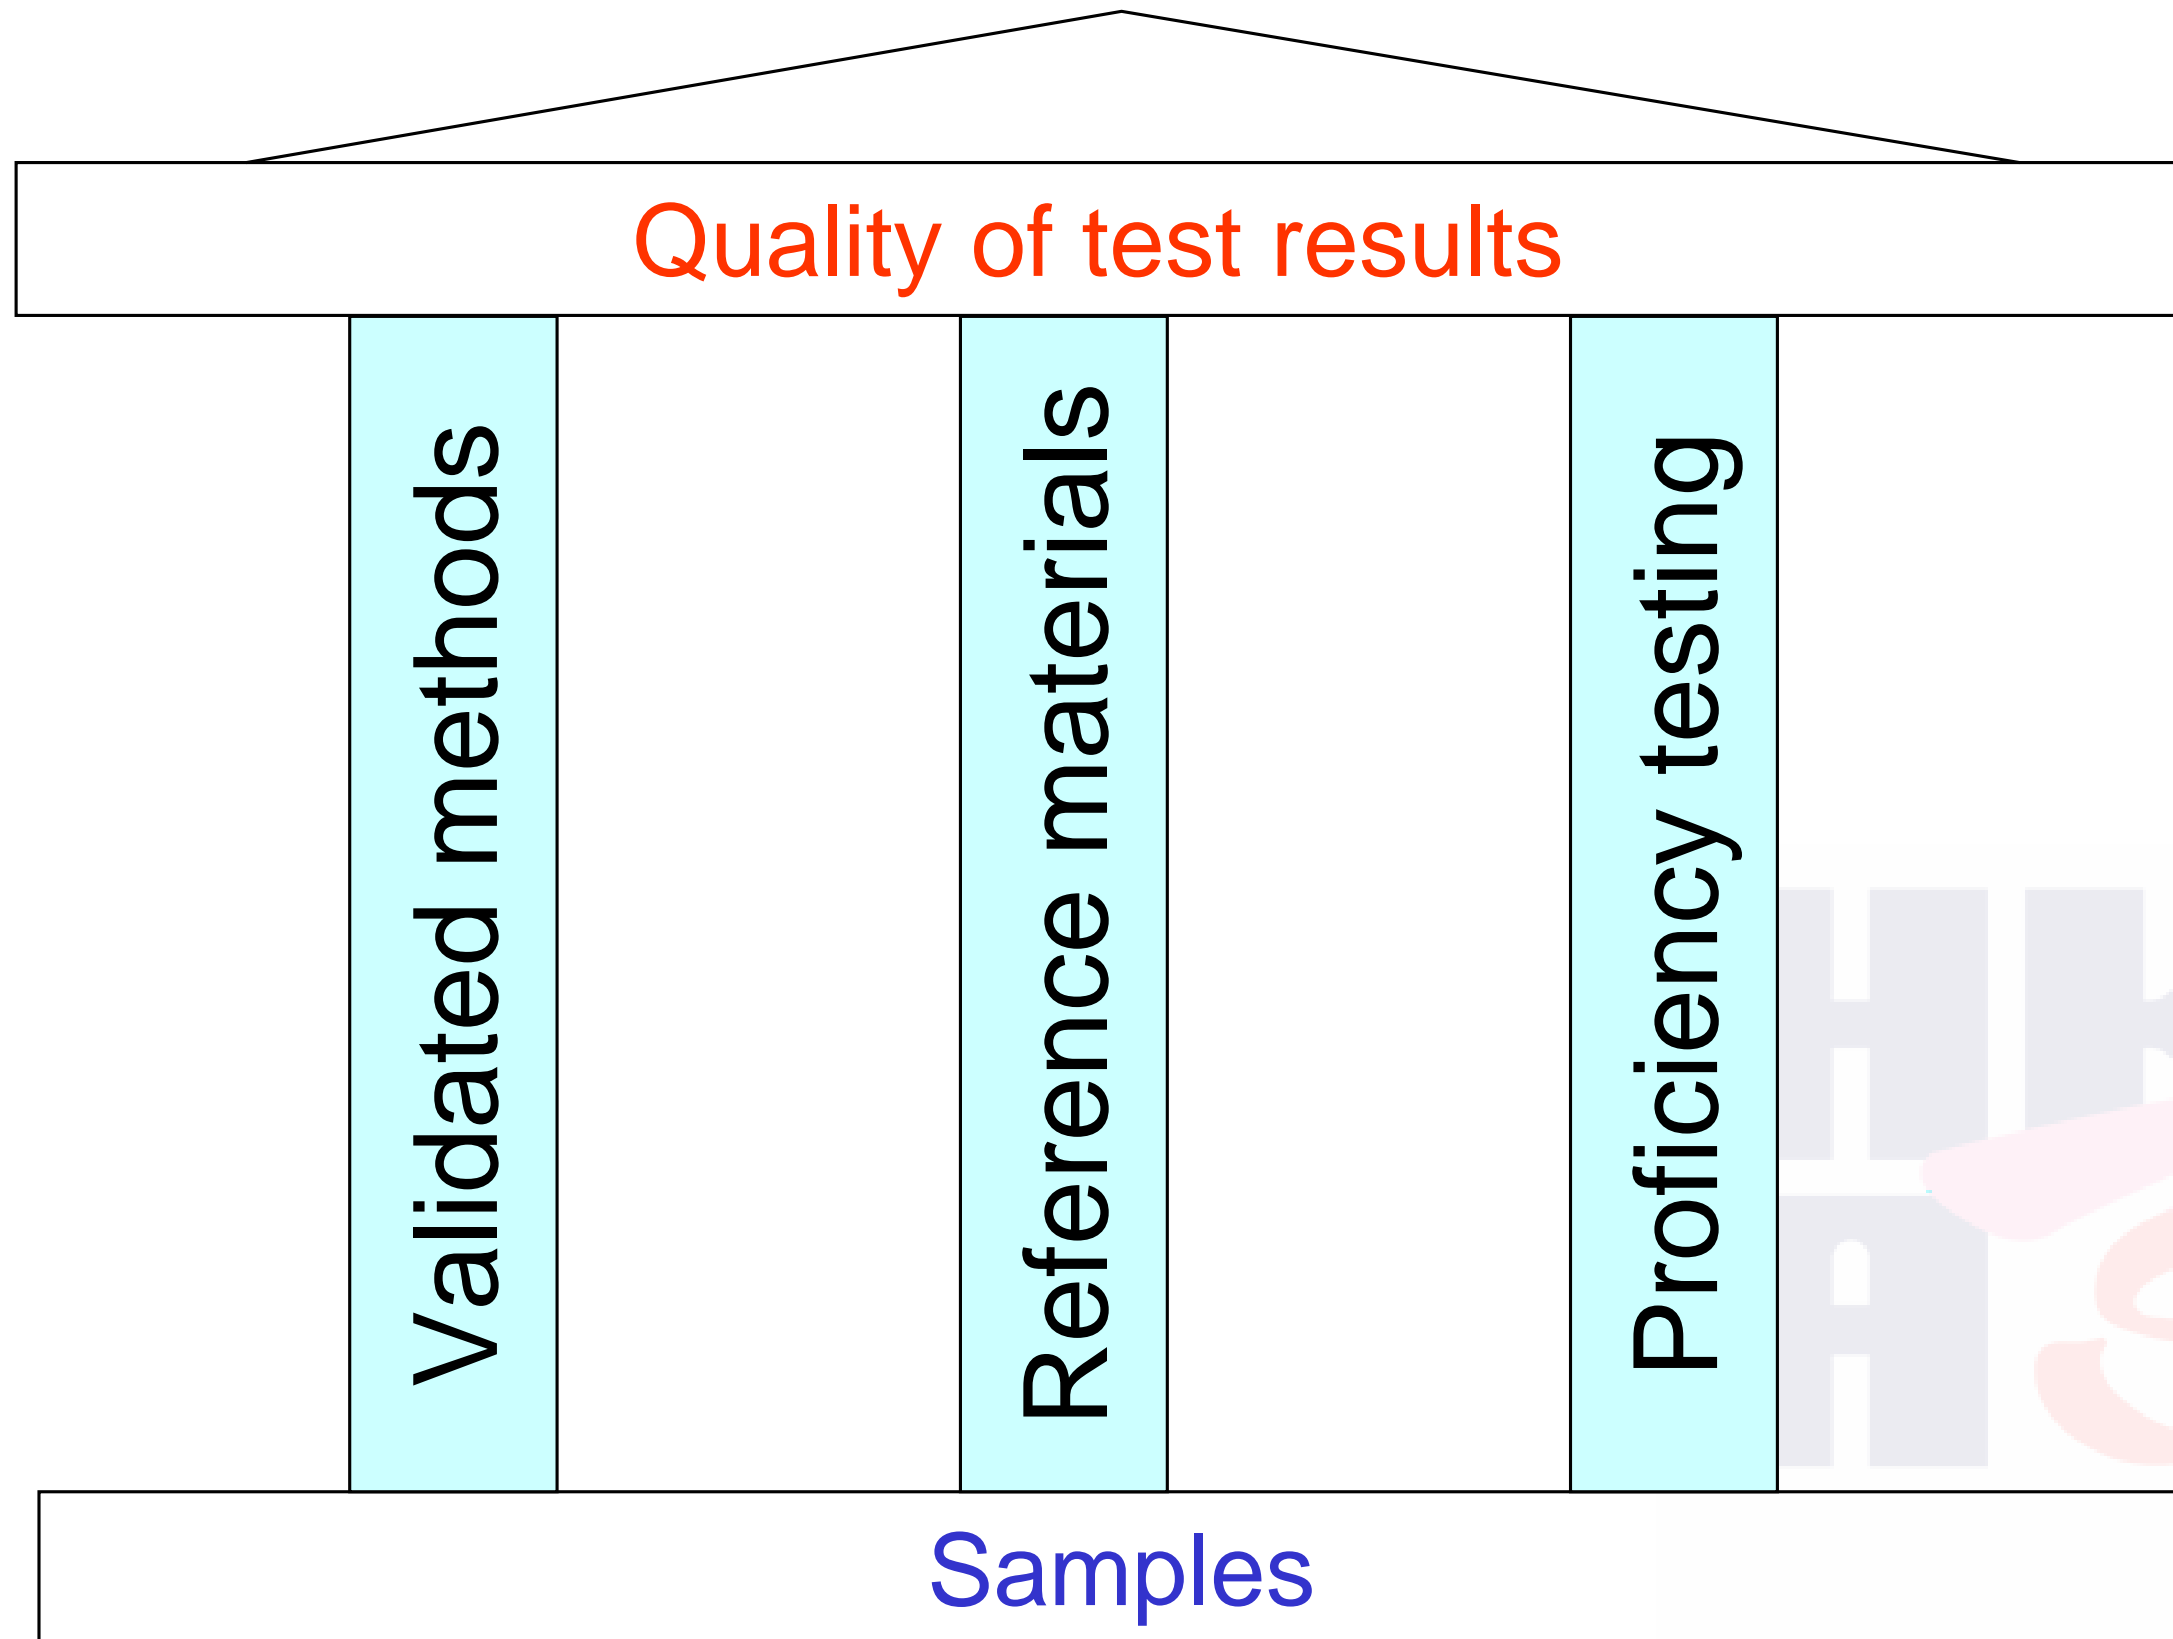 Quality of test results
Validated methods
Reference materials
Proficiency testing
Samples